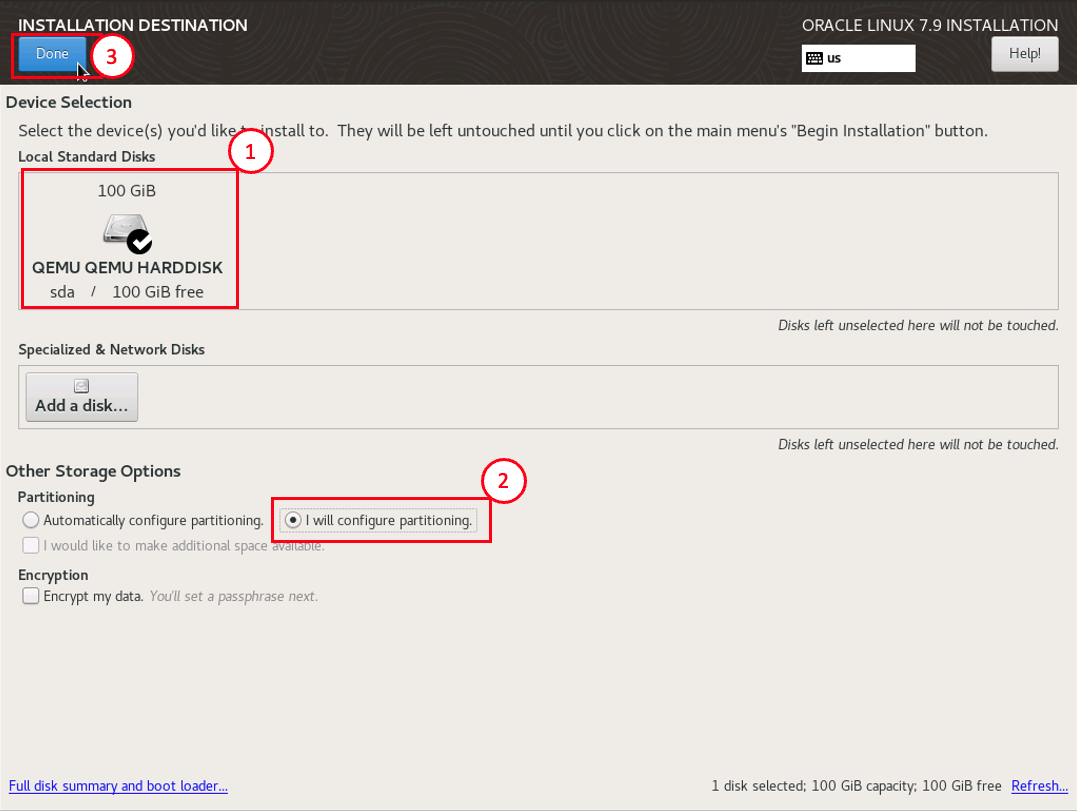 INSTALLATION DESTINATION
ORACLE LINUX 7.9 INSTALLATION
Done
3
us
Help!
Device Selection
Select the device(s) you'd like to install to. They will be left untouched until you click on the main menu's "Begin Installation" button.
Local Standard Disks
1
100 GiB
QEMU QEMU HARDDISK
sda / 100 GiB free
Disks left unselected here will not be touched.
Specialized & Network Disks
Add a disk...
Disks left unselected here will not be touched.
Other Storage Options
2
Partitioning
Automatically configure partitioning. I will configure partitioning.
I would like to make additional space available.
Encryption
Encrypt my data. You'll set a passphrase next.
Full disk summary and boot loader...
1 disk selected; 100 GiB capacity; 100 GiB free Refresh...